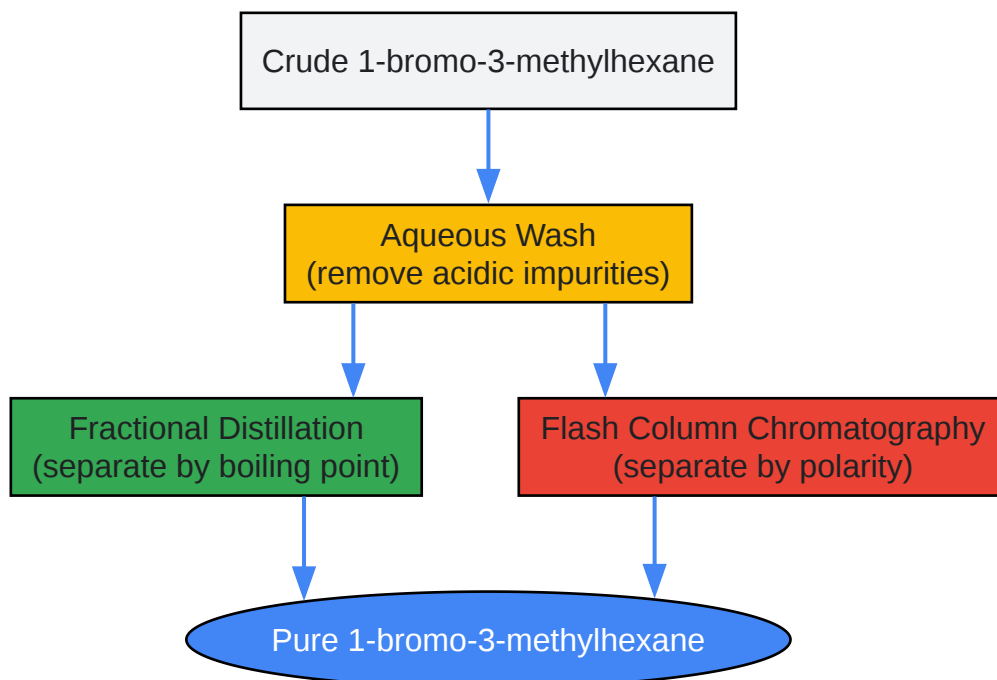 Crude 1-bromo-3-methylhexane
Aqueous Wash
(remove acidic impurities)
Fractional Distillation
(separate by boiling point)
Flash Column Chromatography
(separate by polarity)
Pure 1-bromo-3-methylhexane